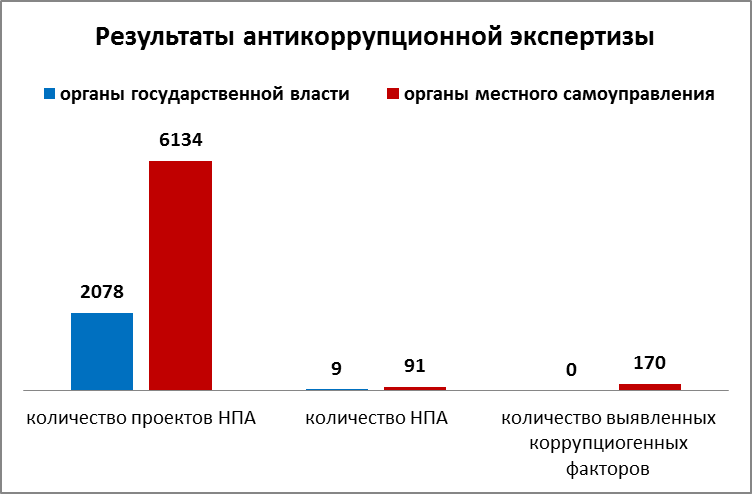 Результаты антикоррупционной экспертизы
органы государственной власти
органы местного самоуправления
6134
2078
9
91
0
170
количество проектов НПА
количество НПА
количество выявленных
коррупциогенных
факторов